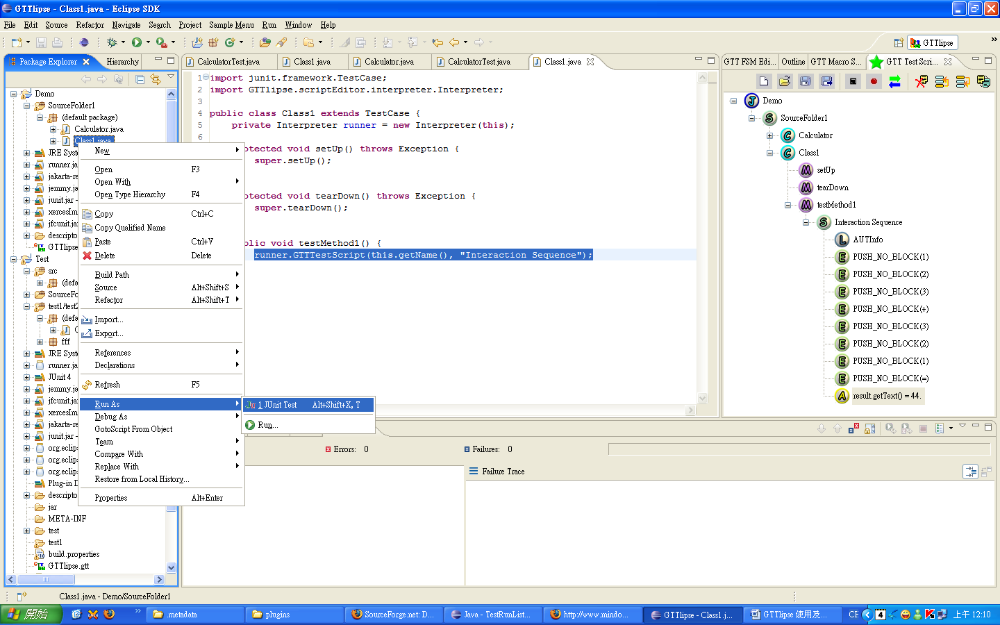 GTTlipse - Class1.java - Eclipse SDK
File Edit Source Refactor Navigate Search Project Sample Menu Run Window Help
GTTlipse
Package Explorer
Hierarchy
CalculatorTest.java
Class1.java
Calculator.java
CalculatorTest.java
Class1.java
GTT FSM Edi...
Outline
GTT Macro S...
GTT Test Scri...
Demo
SourceFolder1
(default package)
Calculator.java
Class1.java
JRE Syst
runner.ja
jakarta-re
jemmy.ja
junit.jar -
xercesIm
jfcunit.jar
descripto
GTTlipse
Test
src
(defa
SourceFo
test1/test2
(defa
fff
JRE Syst
runner.ja
JUnit 4
jemmy.ja
jfcunit.jar
xercesIm
jakarta-re
junit.jar -
org.eclips
org.eclips
org.eclips
Plug-in D
descripto
jar
META-INF
test
test1
build.properties
GTTlipse.gtt
New
Open F3
Open With
Open Type Hierarchy F4
Copy Ctrl+C
Copy Qualified Name
Paste Ctrl+V
Delete Delete
Build Path
Source Alt+Shift+S
Refactor Alt+Shift+T
Import...
Export...
References
Declarations
Refresh F5
Run As
Debug As
GotoScript From Object
Team
Compare With
Replace With
Restore from Local History...
Properties Alt+Enter
1 JUnit Test Alt+Shift+X, T
Run...
1 import junit.framework.TestCase;
2 import GTTlipse.scriptEditor.interpreter.Interpreter;
3
4 public class Class1 extends TestCase {
5 private Interpreter runner = new Interpreter(this);
6
otected void setUp() throws Exception {
super.setUp();
otected void tearDown() throws Exception {
super.tearDown();
blic void testMethod1() {
runner.GTTTestScript(this.getName(), "Interaction Sequence");
Demo
SourceFolder1
Calculator
Class1
setUp
tearDown
testMethod1
Interaction Sequence
AUTInfo
PUSH_NO_BLOCK(1)
PUSH_NO_BLOCK(2)
PUSH_NO_BLOCK(3)
PUSH_NO_BLOCK(+)
PUSH_NO_BLOCK(3)
PUSH_NO_BLOCK(2)
PUSH_NO_BLOCK(1)
PUSH_NO_BLOCK(=)
result.getText() = 44.
Errors: 0
Failures: 0
Failure Trace
Class1.java - Demo/SourceFolder1
開始
.metadata
plugins
SourceForge.net: D...
Java - TestRunList...
http://www.mindo...
GTTlipse - Class1.j...
GTTlipse 使用及...
CH
4
上午 12:10